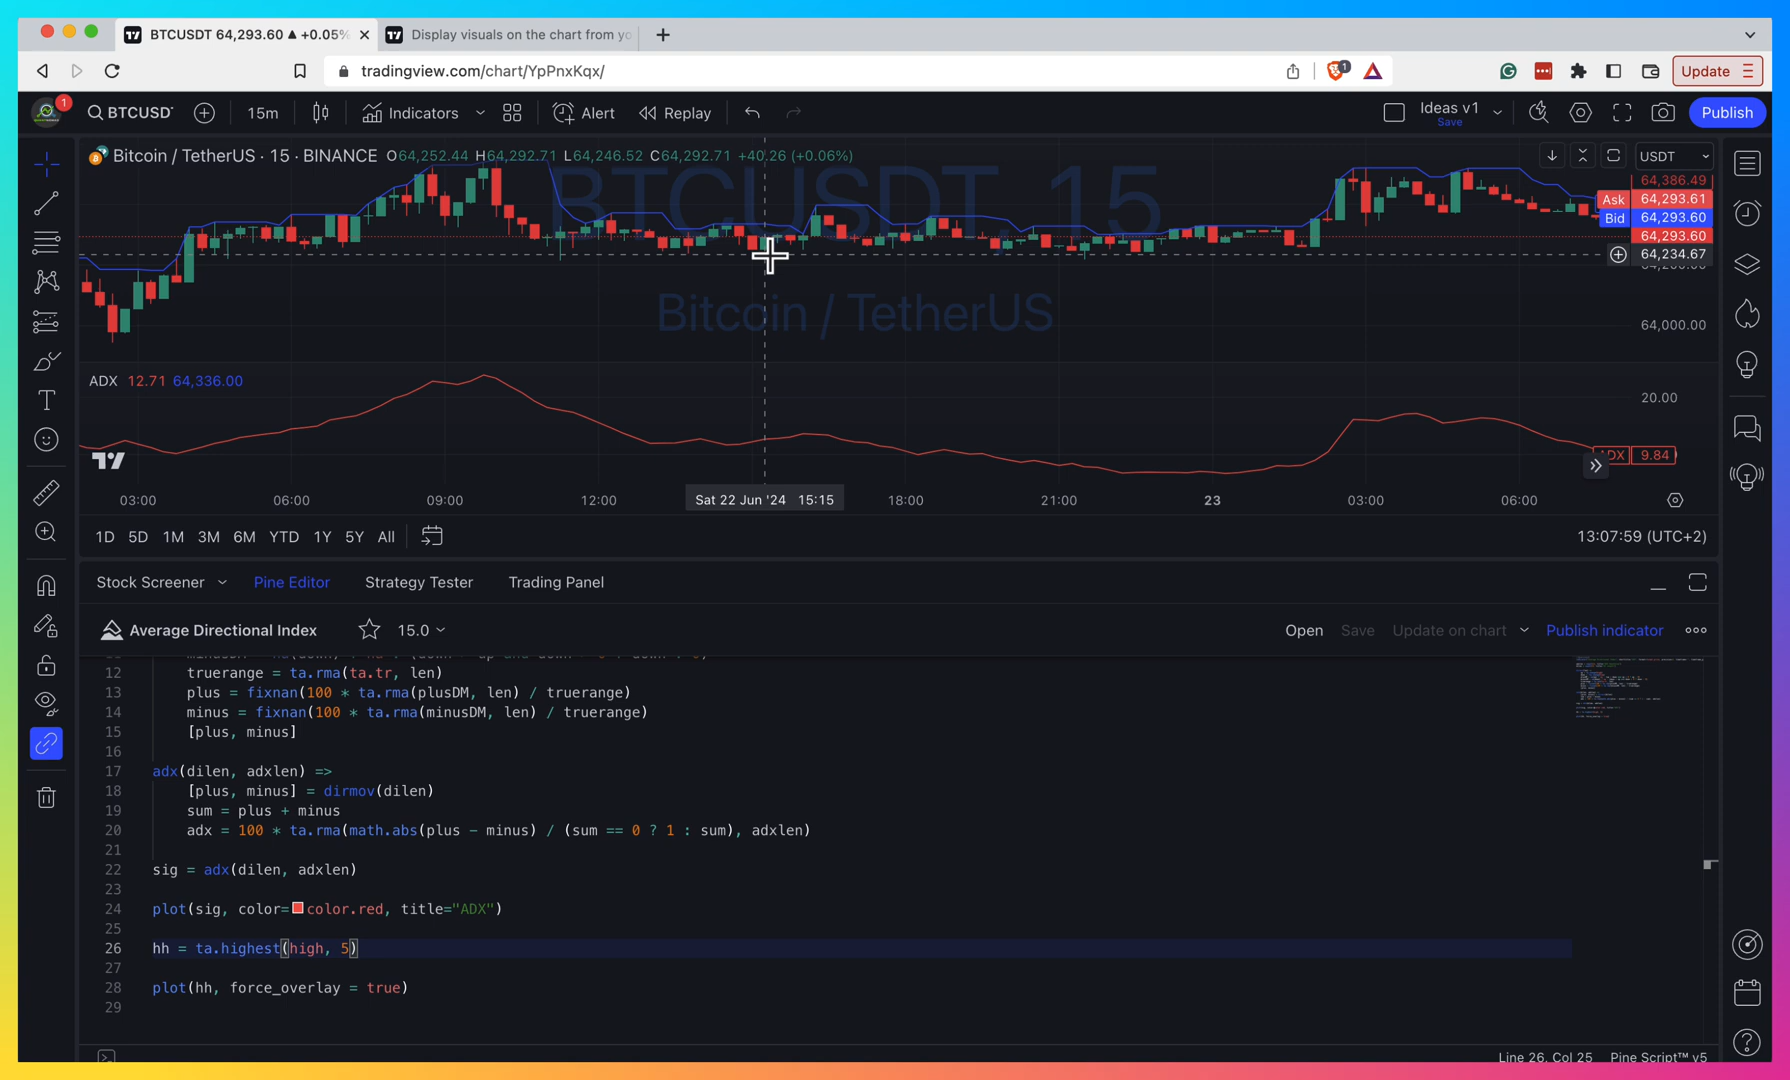 BTCUSDT 64,293.60 ▲ +0.05%
Display visuals on the chart from yo
tradingview.com/chart/YpPnxKqx/
1
Update
1
BTCUSD
15m
Indicators
Alert
Replay
Ideas v1
Save
Publish
Bitcoin / TetherUS · 15 · BINANCE O64,252.44 H64,292.71 L64,246.52 C64,292.71 +40.26 (+0.06%)
USDT
BTCUSDT, 15
Bitcoin / TetherUS
64,386.49
Ask 64,293.61
Bid 64,293.60
64,293.60
64,234.67
64,000.00
ADX 12.71 64,336.00
20.00
ADX 9.84
03:00 06:00 09:00 12:00 Sat 22 Jun '24 15:15 18:00 21:00 23 03:00 06:00
1D 5D 1M 3M 6M YTD 1Y 5Y All
13:07:59 (UTC+2)
Stock Screener Pine Editor Strategy Tester Trading Panel
Average Directional Index 15.0
Open Save Update on chart Publish indicator
12 truerange = ta.rma(ta.tr, len)
13 plus = fixnan(100 * ta.rma(plusDM, len) / truerange)
14 minus = fixnan(100 * ta.rma(minusDM, len) / truerange)
15 [plus, minus]
16
17 adx(dilen, adxlen) =>
18 [plus, minus] = dirmov(dilen)
19 sum = plus + minus
20 adx = 100 * ta.rma(math.abs(plus - minus) / (sum == 0 ? 1 : sum), adxlen)
21
22 sig = adx(dilen, adxlen)
23
24 plot(sig, color=color.red, title="ADX")
25
26 hh = ta.highest(high, 5)
27
28 plot(hh, force_overlay = true)
29
Line 26, Col 25 Pine Script™ v5